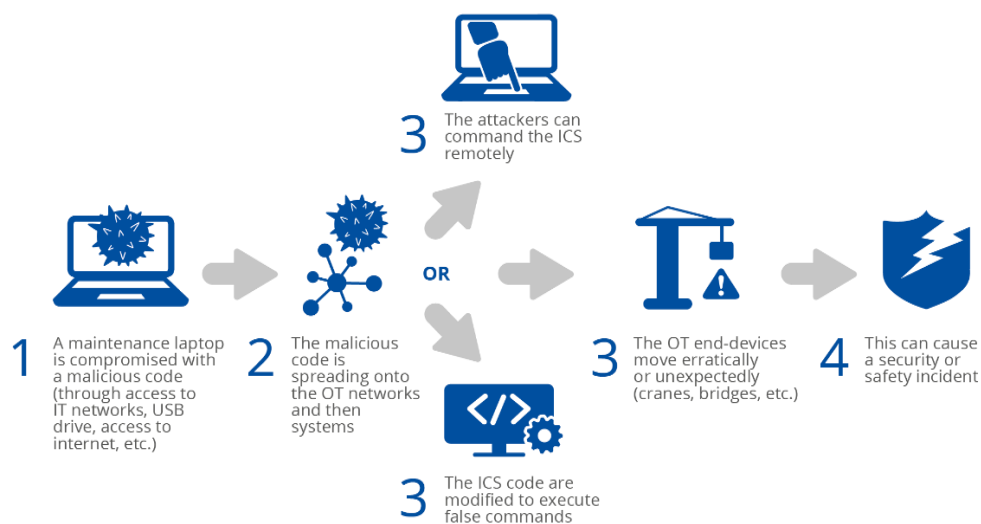 3
The attackers can
command the ICS
remotely
OR
1
A maintenance laptop
is compromised with
a malicious code
(through access to
IT networks, USB
drive, access to
internet, etc.)
2
The malicious
code is
spreading onto
the OT networks
and then
systems
3
The OT end-devices
move erratically
or unexpectedly
(cranes, bridges, etc.)
4
This can cause
a security or
safety incident
</>
3
The ICS code are
modified to execute
false commands